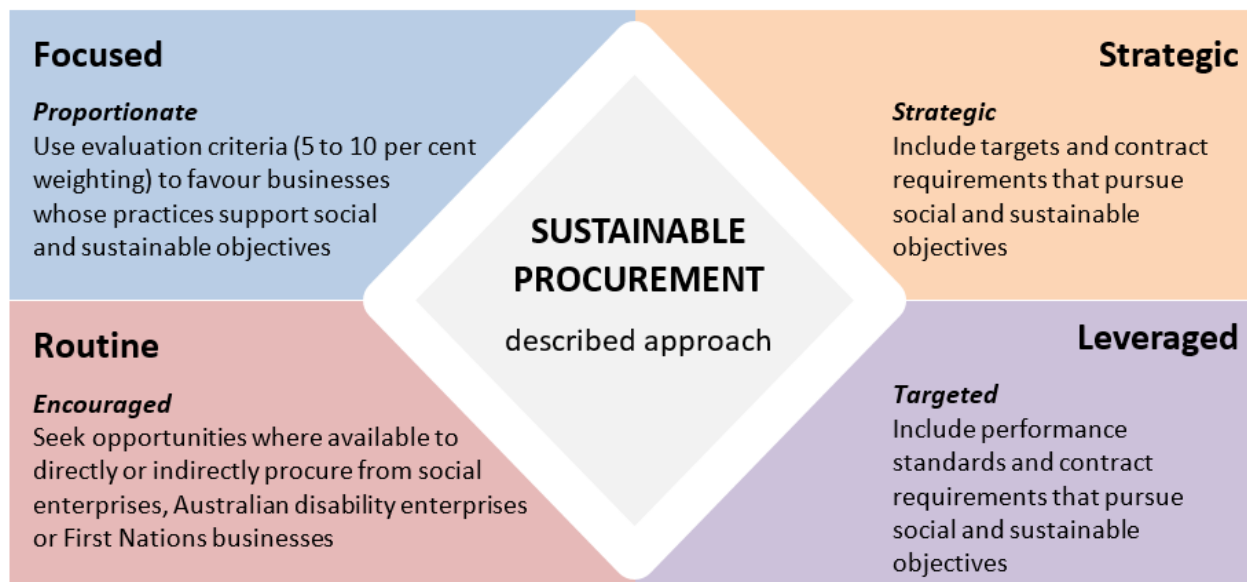 Focused
Proportionate
Use evaluation criteria (5 to 10 per cent
weighting) to favour businesses
whose practices support social
and sustainable objectives
Strategic
Strategic
Include targets and contract
requirements that pursue
social and sustainable
objectives
SUSTAINABLE
PROCUREMENT
described approach
Routine
Encouraged
Seek opportunities where available to
directly or indirectly procure from social
enterprises, Australian disability enterprises
or First Nations businesses
Leveraged
Targeted
Include performance
standards and contract
requirements that pursue
social and sustainable
objectives